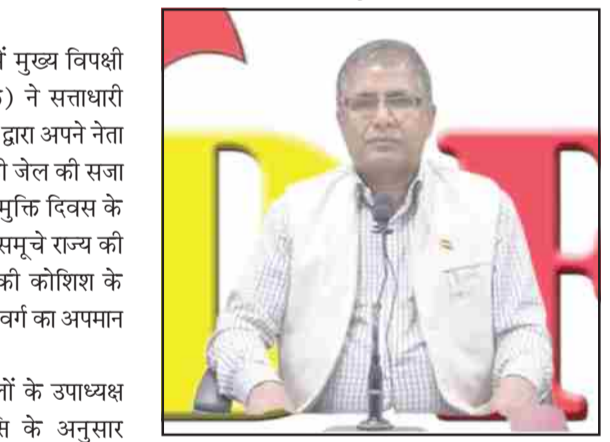 मुख्य विपक्षी
ने सत्ताधारी
द्वारा अपने नेता
जेल की सजा
मुक्ति दिवस के
समूचे राज्य की
की कोशिश के
वर्ग का अपमान
के उपाध्यक्ष
के अनुसार